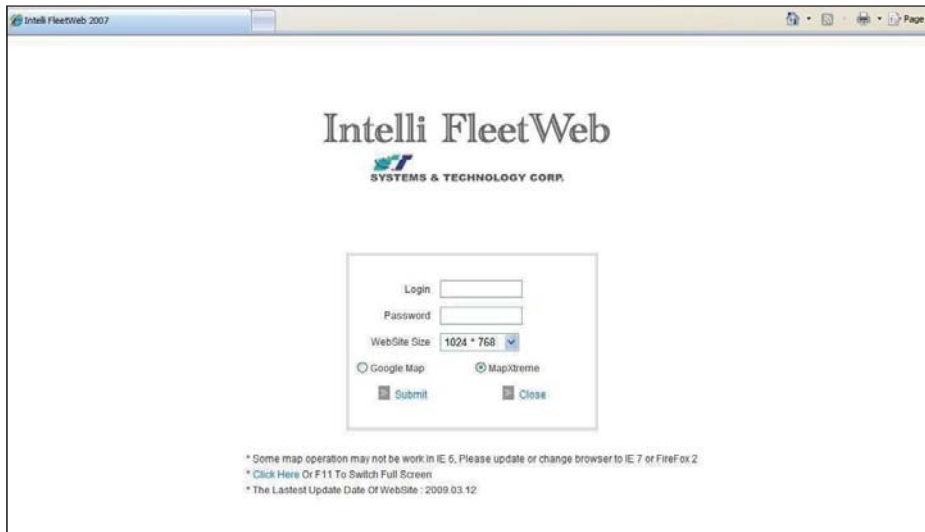 Intelli FleetWeb 2007
Page
Intelli FleetWeb
ST
SYSTEMS & TECHNOLOGY CORP.
Login
Password
WebSite Size 1024 * 768
Google Map MapXtreme
Submit Close
* Some map operation may not be work in IE 6, Please update or change browser to IE 7 or FireFox 2
* Click Here Or F11 To Switch Full Screen
* The Lastest Update Date Of WebSite : 2009.03.12